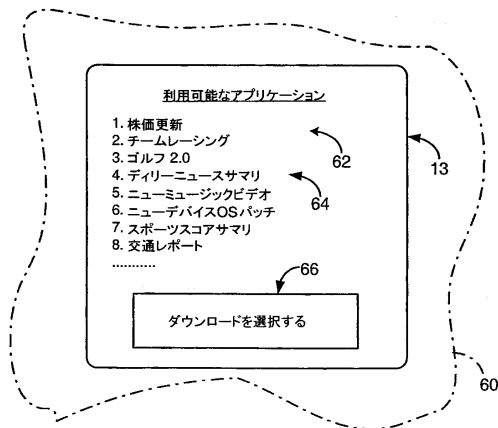 利用可能なアプリケーション
1. 株価更新
2. チームレーシング
3. ゴルフ 2.0
4. ディリーニュースサマリ
5. ニューミュージックビデオ
6. ニューデバイスOSパッチ
7. スポーツスコアサマリ
8. 交通レポート
...........
ダウンロードを選択する
62
13
64
66
60